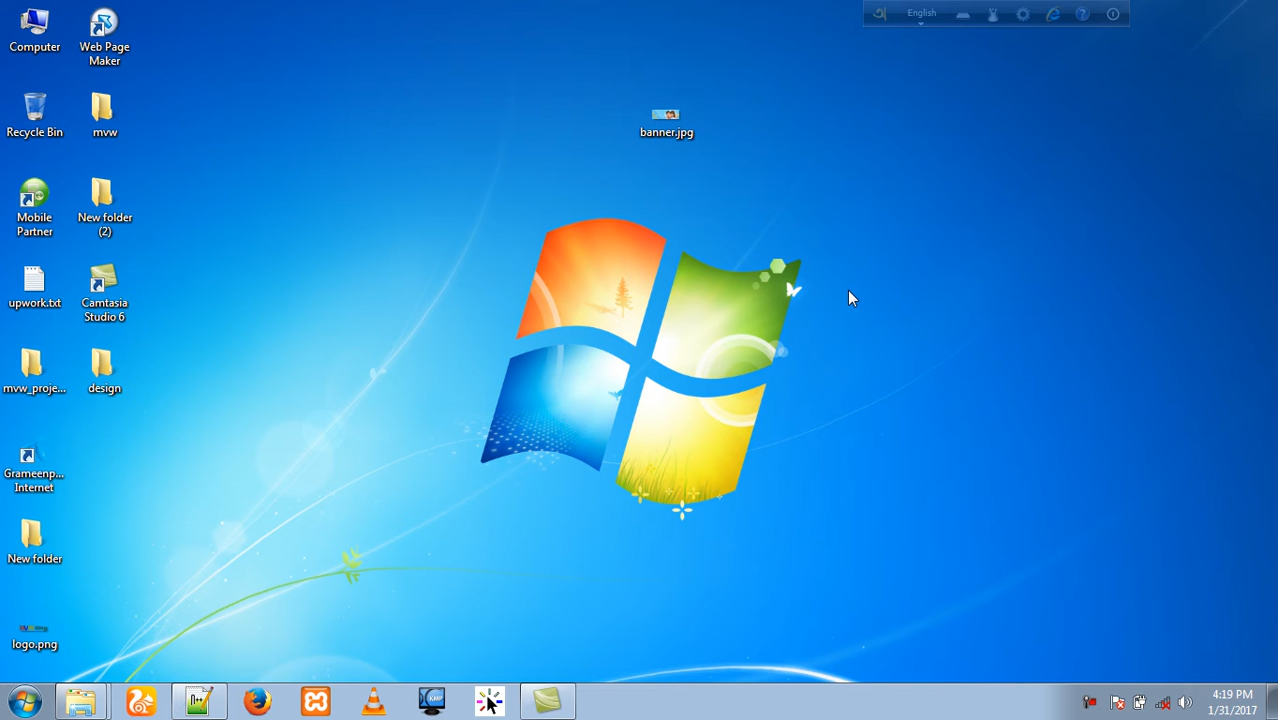 English
Computer
Web Page
Maker
banner.jpg
Recycle Bin
mvw
Mobile
Partner
New folder
(2)
upwork.txt
Camtasia
Studio 6
mvw_proje...
design
Grameenp...
Internet
New folder
logo.png
4:19 PM
1/31/2017